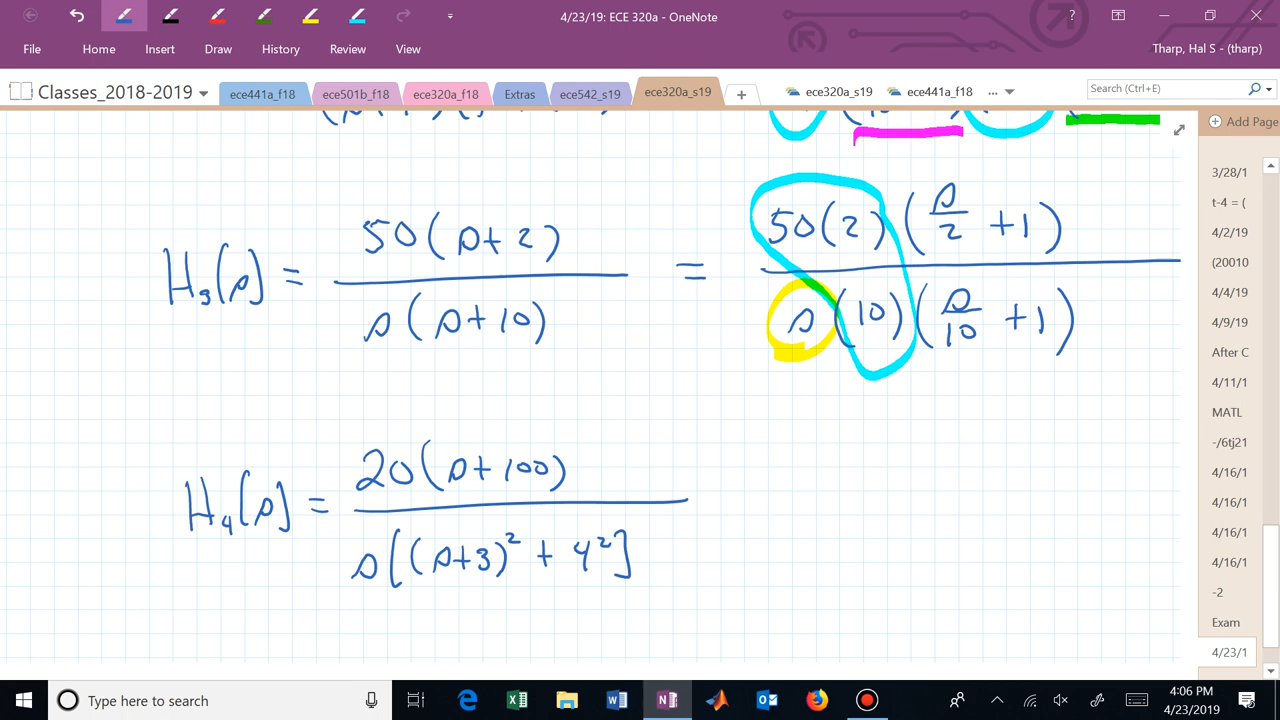 4/23/19: ECE 320a - OneNote
?
File Home Insert Draw History Review View
Tharp, Hal S - (tharp)
Classes_2018-2019
ece441a_f18 ece501b_f18 ece320a_f18 Extras ece542_s19 ece320a_s19
ece320a_s19 ece441a_f18 ...
Search (Ctrl+E)
Add Page
3/28/1
t-4 = (
4/2/19
(20010
4/4/19
4/9/19
After C
4/11/1
MATL
-/6tj21
4/16/1
4/16/1
4/16/1
4/16/1
-2
Exam
4/23/1
H₃(s) = 50(s+2) / s(s+10) = 50(2)(s/2 + 1) / s(10)(s/10 + 1)
H₄(s) = 20(s+100) / s[(s+3)² + 4²]
Type here to search
4:06 PM
4/23/2019